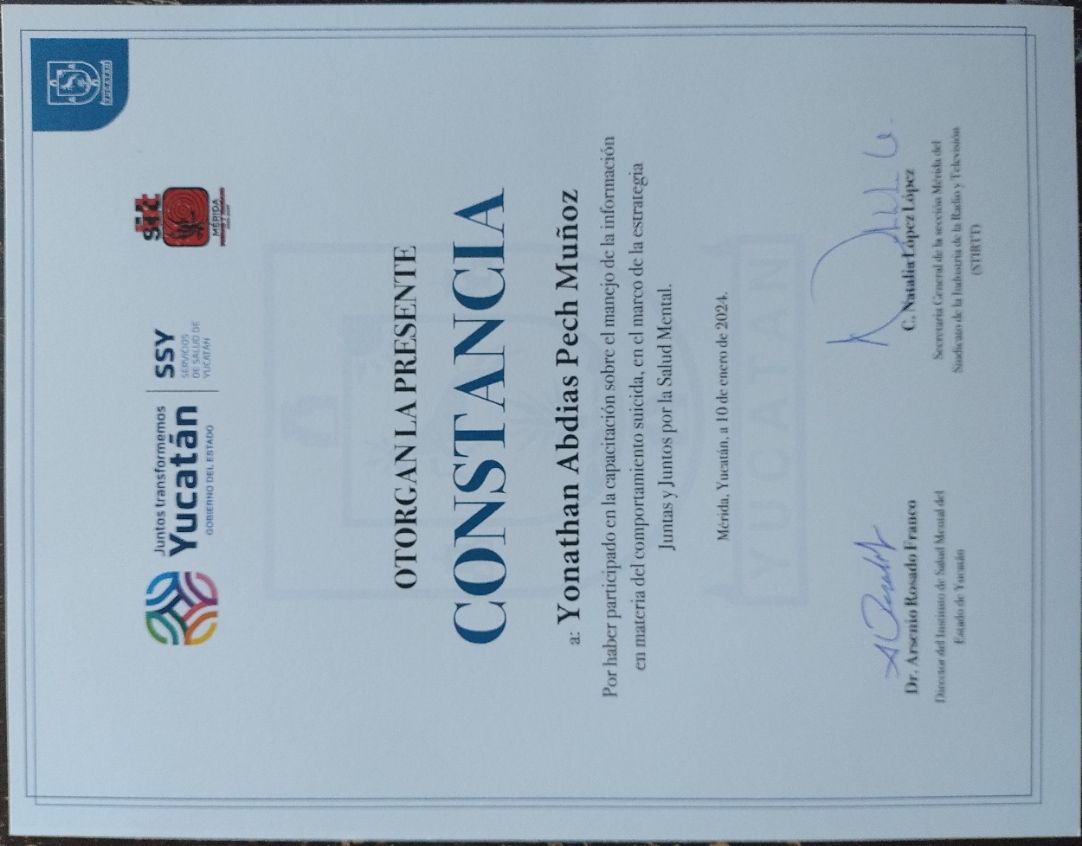 Juntos transformemos
Yucatán
GOBIERNO DEL ESTADO
SSY
SERVICIOS
DE SALUD DE
YUCATÁN
MÉRIDA
YUCATÁN
OTORGAN LA PRESENTE
CONSTANCIA
a: Yonathan Abdias Pech Muñoz
Por haber participado en la capacitación sobre el manejo de la información
en materia del comportamiento suicida, en el marco de la estrategia
Juntas y Juntos por la Salud Mental.
Mérida, Yucatán, a 10 de enero de 2024.
YUCATAN
Dr. Arsenio Rosado Franco
Director del Instituto de Salud Mental del
Estado de Yucatán
C. Natalia López López
Secretaria General de la sección Mérida del
Sindicato de la Industria de la Radio y Televisión
(STIRTT)